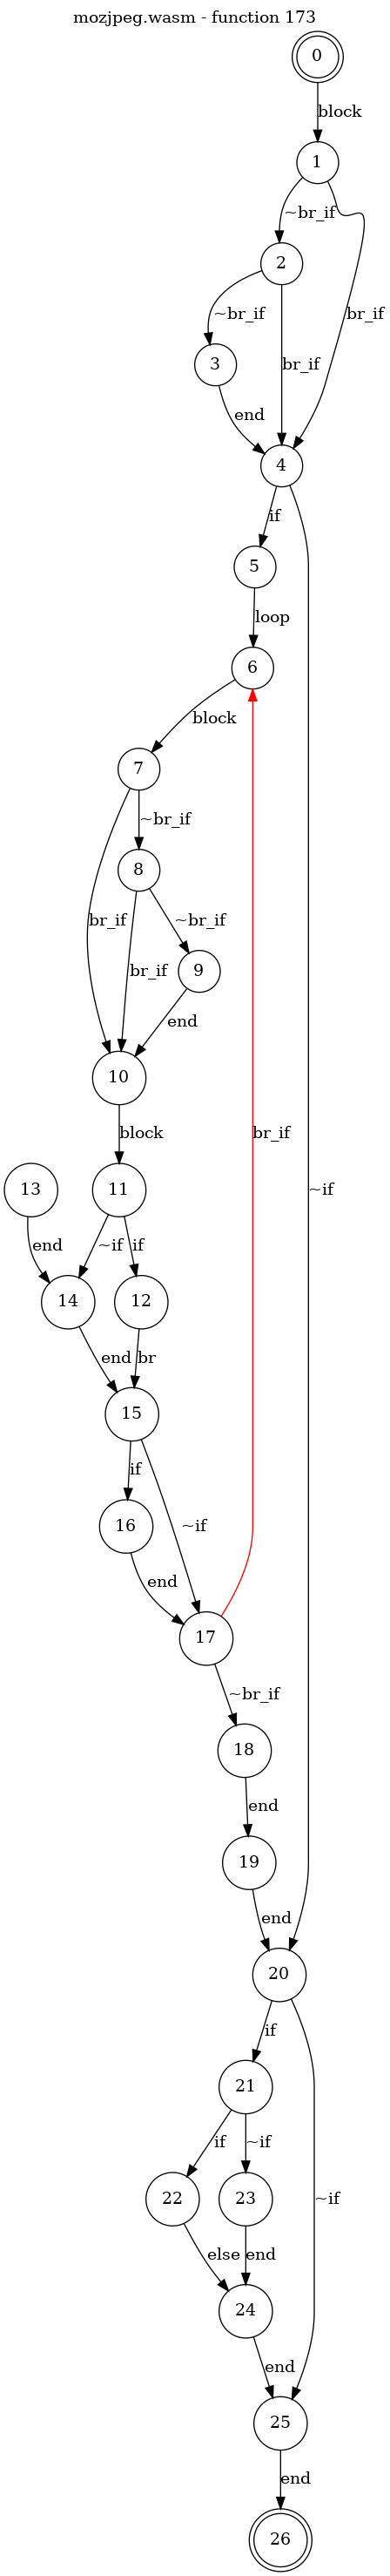 mozjpeg.wasm - function 173
0
block
1
~br_if
br_if
2
~br_if
br_if
3
end
4
if
~if
5
loop
6
block
br_if
7
br_if
~br_if
8
br_if
~br_if
9
end
10
block
13
11
end
~if
if
14
12
end
br
15
if
~if
16
end
17
~br_if
18
end
19
end
20
if
~if
21
if
~if
22
23
else
end
24
end
25
end
26